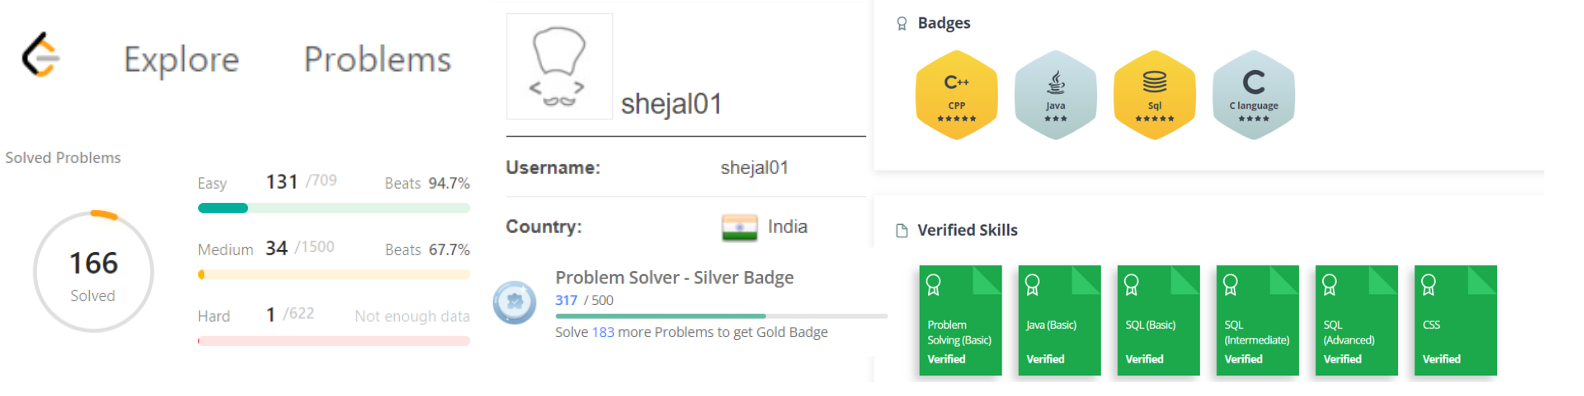 Explore Problems
Solved Problems
166
Solved
Easy 131 /709 Beats 94.7%
Medium 34 /1500 Beats 67.7%
Hard 1 /622 Not enough data
shejal01
Username: shejal01
Country: India
Problem Solver - Silver Badge
317 / 500
Solve 183 more Problems to get Gold Badge
Badges
C++
CPP
Java
Sql
C
C language
Verified Skills
Problem
Solving (Basic)
Verified
Java (Basic)
Verified
SQL (Basic)
Verified
SQL
(Intermediate)
Verified
SQL
(Advanced)
Verified
CSS
Verified